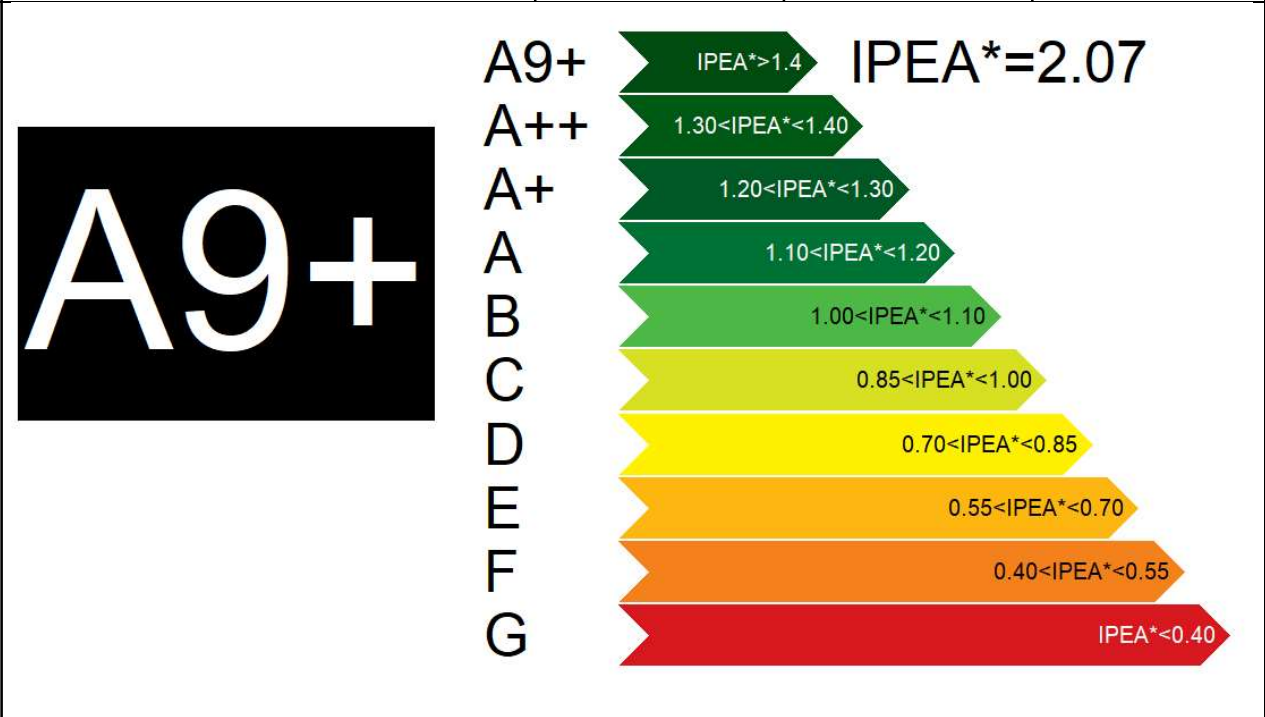 A9+
A9+ IPEA*>1.4 IPEA*=2.07
A++ 1.30<IPEA*<1.40
A+ 1.20<IPEA*<1.30
A 1.10<IPEA*<1.20
B 1.00<IPEA*<1.10
C 0.85<IPEA*<1.00
D 0.70<IPEA*<0.85
E 0.55<IPEA*<0.70
F 0.40<IPEA*<0.55
G IPEA*<0.40